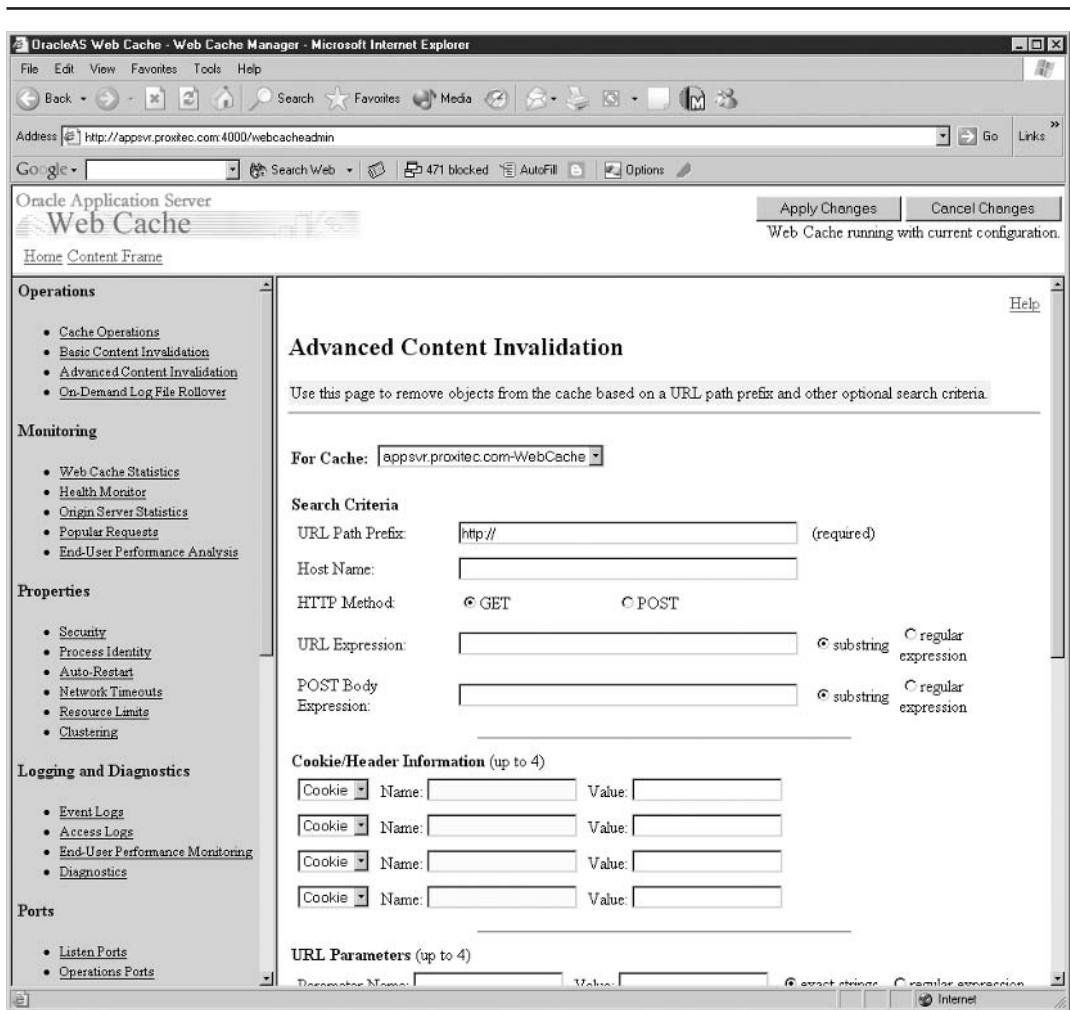 OracleAS Web Cache - Web Cache Manager - Microsoft Internet Explorer
File Edit View Favorites Tools Help
Back Search Favorites Media
Address http://appsvr.proxitec.com:4000/webcacheadmin Go Links »
Google Search Web 471 blocked AutoFill Options
Oracle Application Server
Web Cache
Home Content Frame
Apply Changes Cancel Changes
Web Cache running with current configuration.
Operations
Cache Operations
Basic Content Invalidation
Advanced Content Invalidation
On-Demand Log File Rollover
Monitoring
Web Cache Statistics
Health Monitor
Origin Server Statistics
Popular Requests
End-User Performance Analysis
Properties
Security
Process Identity
Auto-Restart
Network Timeouts
Resource Limits
Clustering
Logging and Diagnostics
Event Logs
Access Logs
End-User Performance Monitoring
Diagnostics
Ports
Listen Ports
Operations Ports
Help
Advanced Content Invalidation
Use this page to remove objects from the cache based on a URL path prefix and other optional search criteria.
For Cache: appsvr.proxitec.com-WebCache
Search Criteria
URL Path Prefix: http:// (required)
Host Name:
HTTP Method: GET POST
URL Expression: substring regular
expression
POST Body
Expression: substring regular
expression
Cookie/Header Information (up to 4)
Cookie Name: Value:
Cookie Name: Value:
Cookie Name: Value:
Cookie Name: Value:
URL Parameters (up to 4)
Parameter Name: Value: exact strings regular expression
Internet